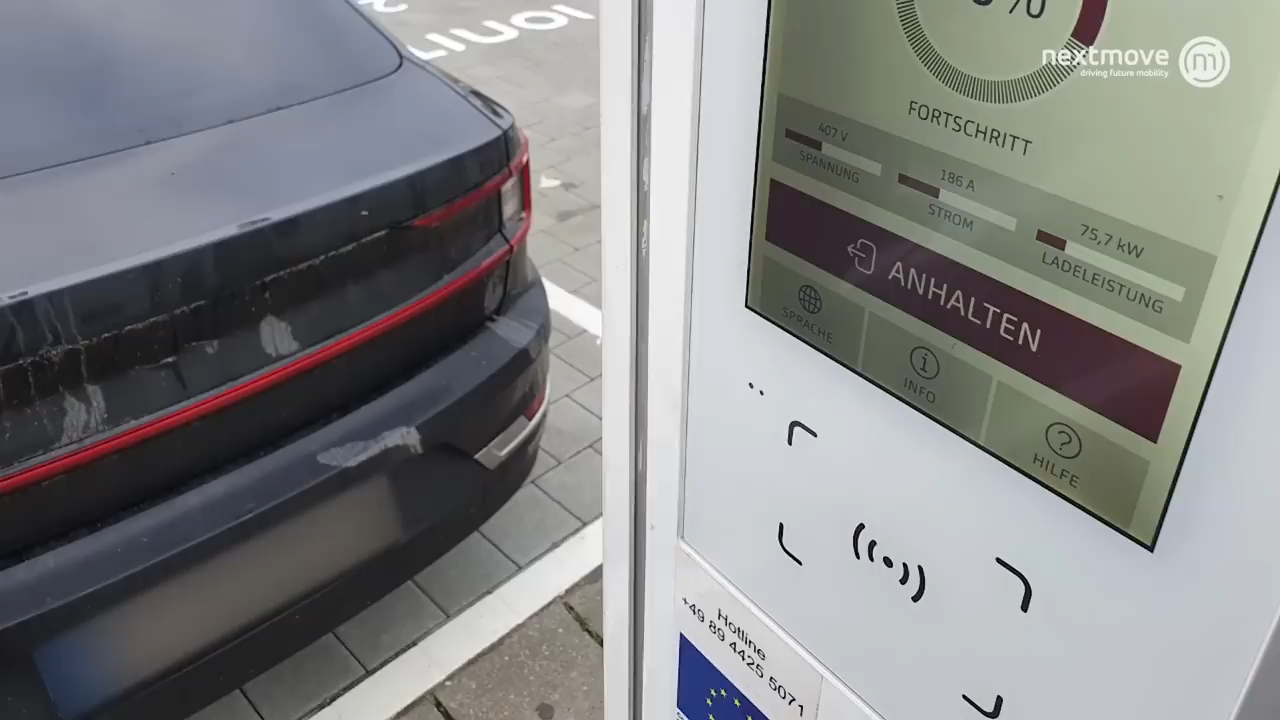 nextmove
driving future mobility
%
FORTSCHRITT
407 V
SPANNUNG
186 A
STROM
75,7 kW
LADELEISTUNG
ANHALTEN
SPRACHE
INFO
HILFE
Hotline
+49 89 4425 5071